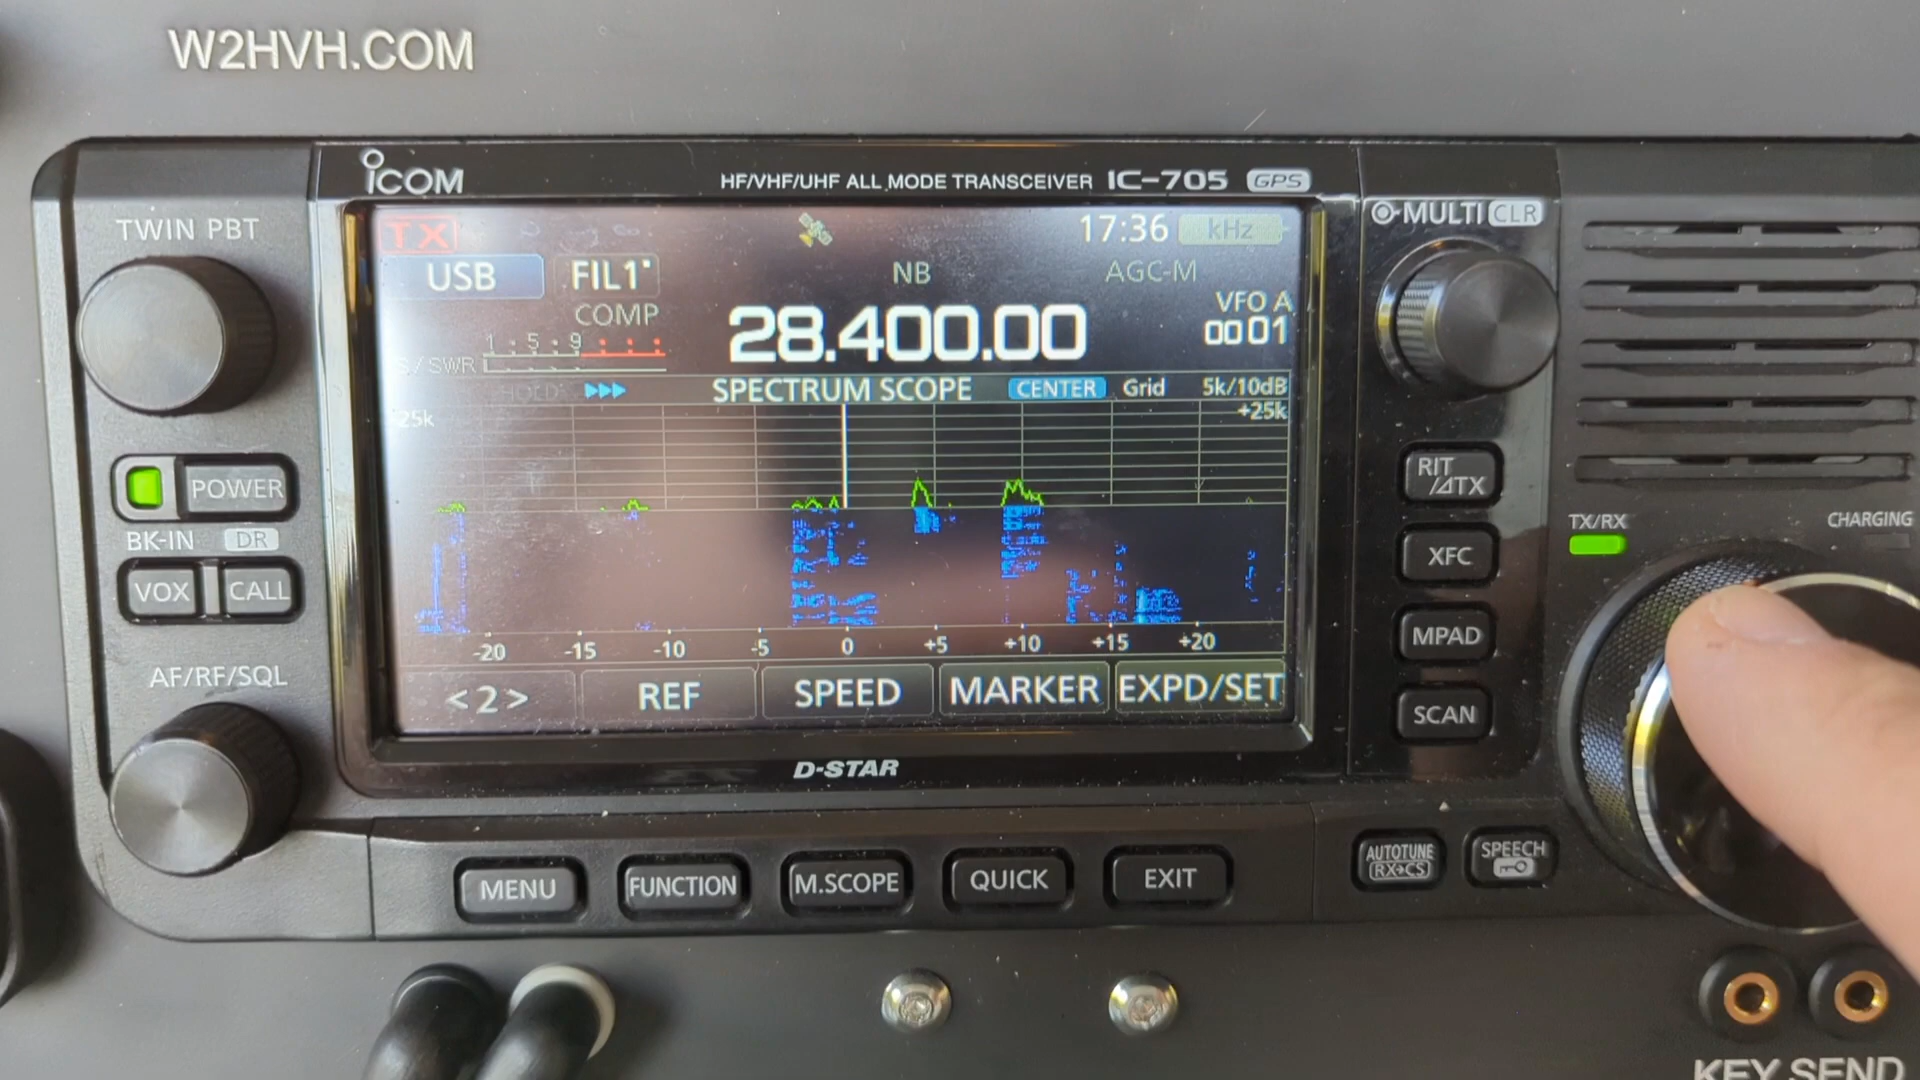 W2HVH.COM
ICOM
HF/VHF/UHF ALL MODE TRANSCEIVER IC-705 GPS
TWIN PBT
MULTI CLR
TX
17:36 kHz
USB FIL1
NB
AGC-M
COMP
28.400.00
VFO A
0001
1 5 9
S/SWR
HOLD
SPECTRUM SCOPE CENTER Grid 5k/10dB
-25k
+25k
-20 -15 -10 -5 0 +5 +10 +15 +20
<2> REF SPEED MARKER EXPD/SET
POWER
BK-IN DR
VOX CALL
AF/RF/SQL
RIT
/⊿TX
XFC
MPAD
SCAN
TX/RX
CHARGING
D-STAR
MENU FUNCTION M.SCOPE QUICK EXIT
AUTOTUNE
RX→CS
SPEECH
KEY SEND